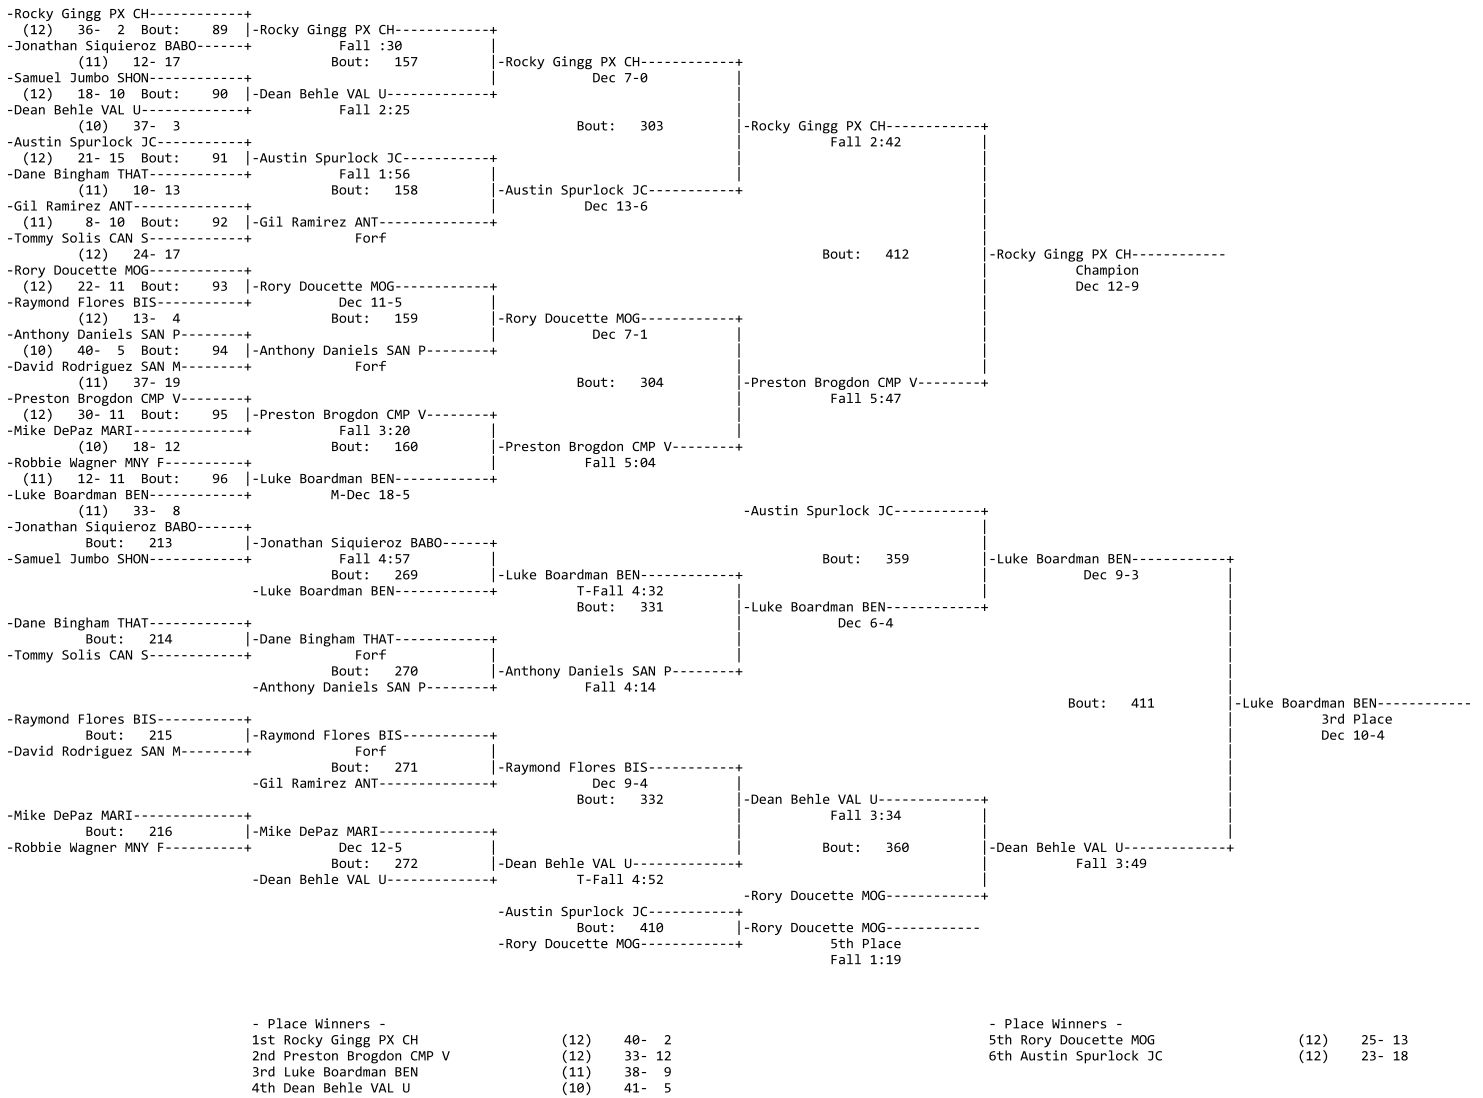 -Rocky Gingg PX CH------------+
(12)   36-  2  Bout:    89  |-Rocky Gingg PX CH------------+
-Jonathan Siquieroz BABO------+           Fall :30           |
(11)   12- 17                   Bout:   157          |-Rocky Gingg PX CH------------+
-Samuel Jumbo SHON------------+                              |            Dec 7-0           |
(12)   18- 10  Bout:    90  |-Dean Behle VAL U-------------+                              |
-Dean Behle VAL U-------------+           Fall 2:25                                         |
(10)   37-  3                                                  Bout:   303         |-Rocky Gingg PX CH------------+
-Austin Spurlock JC-----------+                                                             |           Fall 2:42          |
(12)   21- 15  Bout:    91  |-Austin Spurlock JC-----------+                              |                              |
-Dane Bingham THAT------------+           Fall 1:56          |                              |                              |
(11)   10- 13                   Bout:   158          |-Austin Spurlock JC-----------+                              |
-Gil Ramirez ANT--------------+                              |           Dec 13-6                                          |
(11)    8- 10  Bout:    92  |-Gil Ramirez ANT--------------+                                                             |
-Tommy Solis CAN S------------+             Forf                                                                           |
(12)   24- 17                                                                                 Bout:   412          |-Rocky Gingg PX CH------------
-Rory Doucette MOG------------+                                                                                            |           Champion
(12)   22- 11  Bout:    93  |-Rory Doucette MOG------------+                                                             |           Dec 12-9
-Raymond Flores BIS-----------+           Dec 11-5           |                                                             |
(12)   13-  4                   Bout:   159          |-Rory Doucette MOG------------+                              |
-Anthony Daniels SAN P--------+                              |            Dec 7-1           |                              |
(10)   40-  5  Bout:    94  |-Anthony Daniels SAN P--------+                              |                              |
-David Rodriguez SAN M--------+             Forf                                            |                              |
(11)   37- 19                                                  Bout:   304         |-Preston Brogdon CMP V--------+
-Preston Brogdon CMP V--------+                                                             |           Fall 5:47
(12)   30- 11  Bout:    95  |-Preston Brogdon CMP V--------+                              |
-Mike DePaz MARI--------------+           Fall 3:20          |                              |
(10)   18- 12                   Bout:   160          |-Preston Brogdon CMP V--------+
-Robbie Wagner MNY F----------+                              |           Fall 5:04
(11)   12- 11  Bout:    96  |-Luke Boardman BEN------------+
-Luke Boardman BEN------------+          M-Dec 18-5
(11)   33-  8                                                                       -Austin Spurlock JC-----------+
-Jonathan Siquieroz BABO------+                                                                                            |
Bout:   213         |-Jonathan Siquieroz BABO------+                                                             |
-Samuel Jumbo SHON------------+           Fall 4:57          |                                         Bout:   359          |-Luke Boardman BEN------------+
Bout:   269          |-Luke Boardman BEN------------+                              |           Dec 9-3            |
-Luke Boardman BEN------------+          T-Fall 4:32         |                              |                              |
Bout:   331         |-Luke Boardman BEN------------+                              |
-Dane Bingham THAT------------+                                                             |            Dec 6-4                                          |
Bout:   214         |-Dane Bingham THAT------------+                              |                                                             |
-Tommy Solis CAN S------------+             Forf             |                              |                                                             |
Bout:   270          |-Anthony Daniels SAN P--------+                                                             |
-Anthony Daniels SAN P--------+           Fall 4:14                                                                         |
Bout:   411         |-Luke Boardman BEN------------
-Raymond Flores BIS-----------+                                                                                                                           |           3rd Place
Bout:   215         |-Raymond Flores BIS-----------+                                                                                            |           Dec 10-4
-David Rodriguez SAN M--------+             Forf             |                                                                                            |
Bout:   271          |-Raymond Flores BIS-----------+                                                             |
-Gil Ramirez ANT--------------+            Dec 9-4           |                                                             |
Bout:   332         |-Dean Behle VAL U-------------+                              |
-Mike DePaz MARI--------------+                                                             |           Fall 3:34          |                              |
Bout:   216         |-Mike DePaz MARI--------------+                              |                              |                              |
-Robbie Wagner MNY F----------+           Dec 12-5           |                              |          Bout:   360         |-Dean Behle VAL U-------------+
Bout:   272          |-Dean Behle VAL U-------------+                              |           Fall 3:49
-Dean Behle VAL U-------------+          T-Fall 4:52                                        |
-Rory Doucette MOG------------+
-Austin Spurlock JC-----------+
Bout:   410         |-Rory Doucette MOG------------
-Rory Doucette MOG------------+           5th Place
Fall 1:19
- Place Winners -                                                                            - Place Winners -
1st Rocky Gingg PX CH                  (12)    40-  2                                        5th Rory Doucette MOG                  (12)    25- 13
2nd Preston Brogdon CMP V              (12)    33- 12                                        6th Austin Spurlock JC                 (12)    23- 18
3rd Luke Boardman BEN                  (11)    38-  9
4th Dean Behle VAL U                   (10)    41-  5